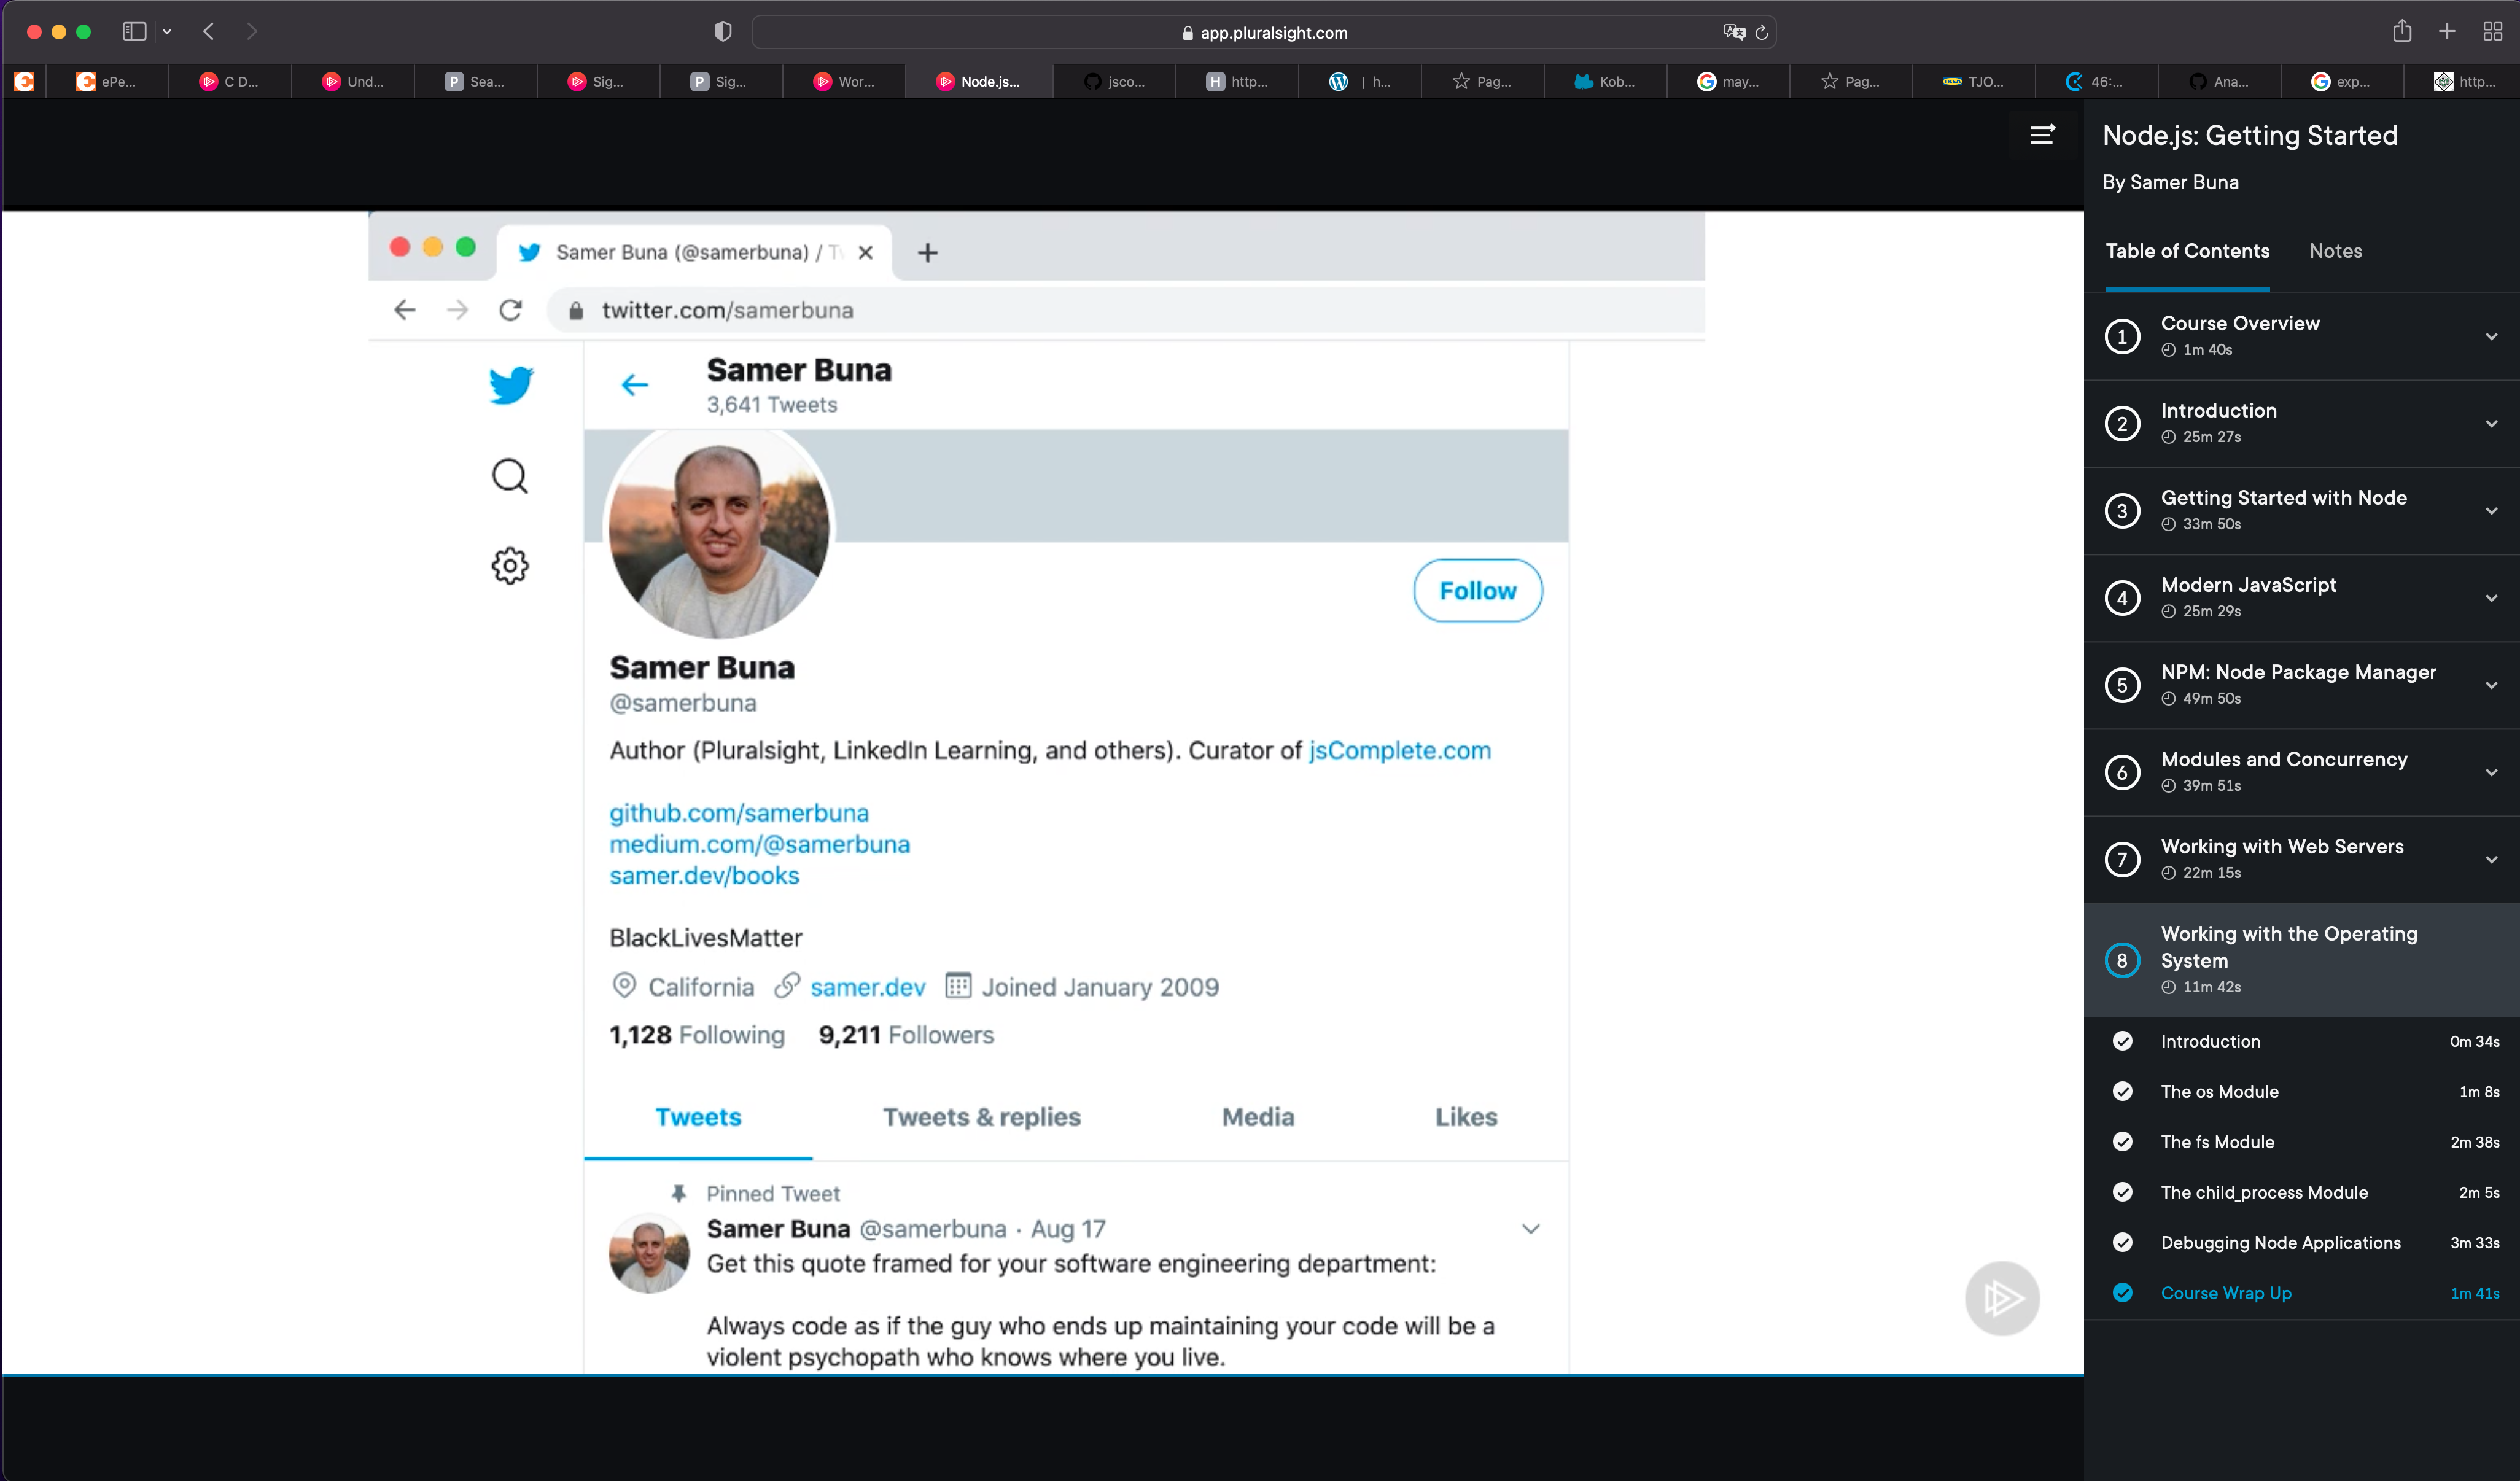 app.pluralsight.com
ePe...
C D...
Und...
P
Sea...
Sig...
P
Sig...
Wor...
Node.js...
jsco...
H
http...
| h...
Pag...
Kob...
may...
Pag...
IKEA
TJO...
46:...
Ana...
exp...
http...
Samer Buna (@samerbuna) / Tw
twitter.com/samerbuna
Samer Buna
3,641 Tweets
Follow
Samer Buna
@samerbuna
Author (Pluralsight, LinkedIn Learning, and others). Curator of jsComplete.com
github.com/samerbuna
medium.com/@samerbuna
samer.dev/books
BlackLivesMatter
California samer.dev Joined January 2009
1,128 Following 9,211 Followers
Tweets Tweets & replies Media Likes
Pinned Tweet
Samer Buna @samerbuna · Aug 17
Get this quote framed for your software engineering department:
Always code as if the guy who ends up maintaining your code will be a
violent psychopath who knows where you live.
Node.js: Getting Started
By Samer Buna
Table of Contents Notes
1 Course Overview
1m 40s
2 Introduction
25m 27s
3 Getting Started with Node
33m 50s
4 Modern JavaScript
25m 29s
5 NPM: Node Package Manager
49m 50s
6 Modules and Concurrency
39m 51s
7 Working with Web Servers
22m 15s
8 Working with the Operating
System
11m 42s
Introduction 0m 34s
The os Module 1m 8s
The fs Module 2m 38s
The child_process Module 2m 5s
Debugging Node Applications 3m 33s
Course Wrap Up 1m 41s